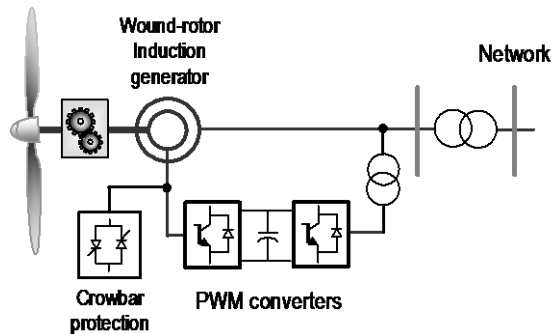 Wound-rotor
Induction
generator
Network
Crowbar
protection
PWM converters